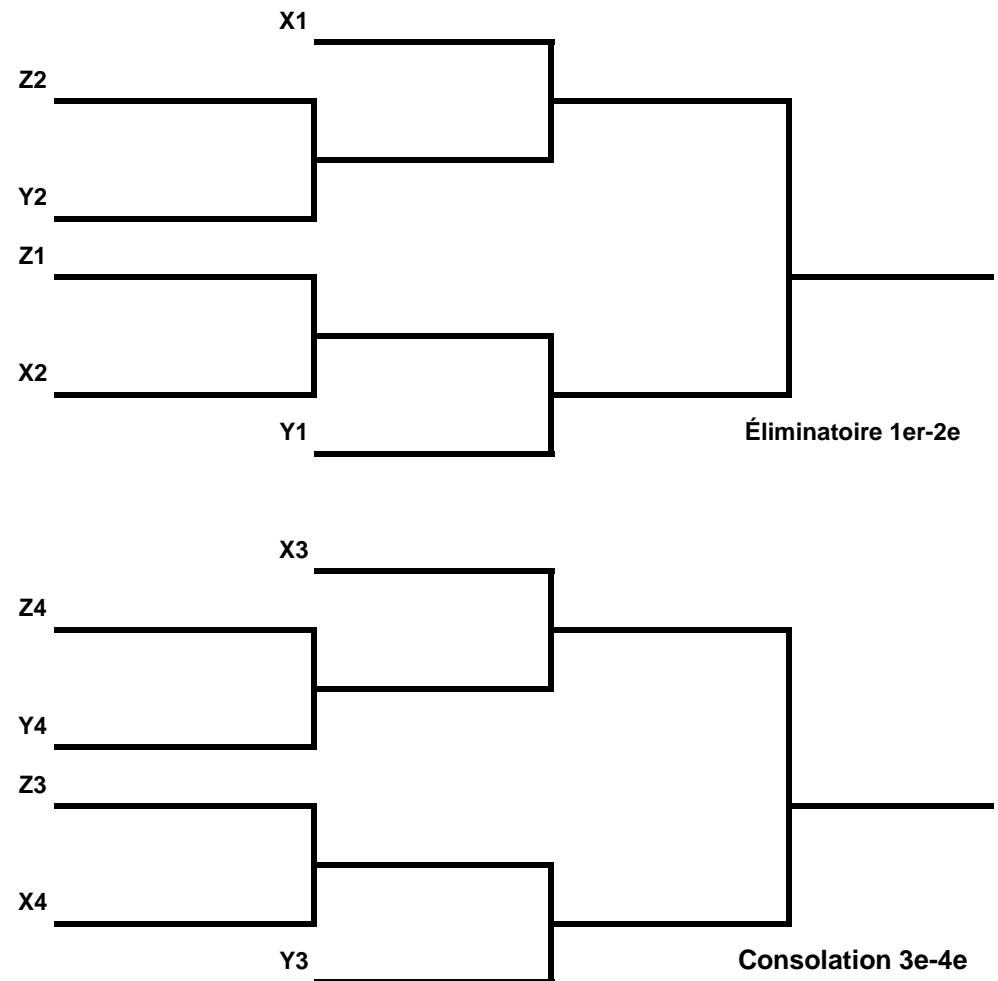 X1
Z2
Y2
Z1
X2
Y1
Éliminatoire 1er-2e
X3
Z4
Y4
Z3
X4
Y3
Consolation 3e-4e